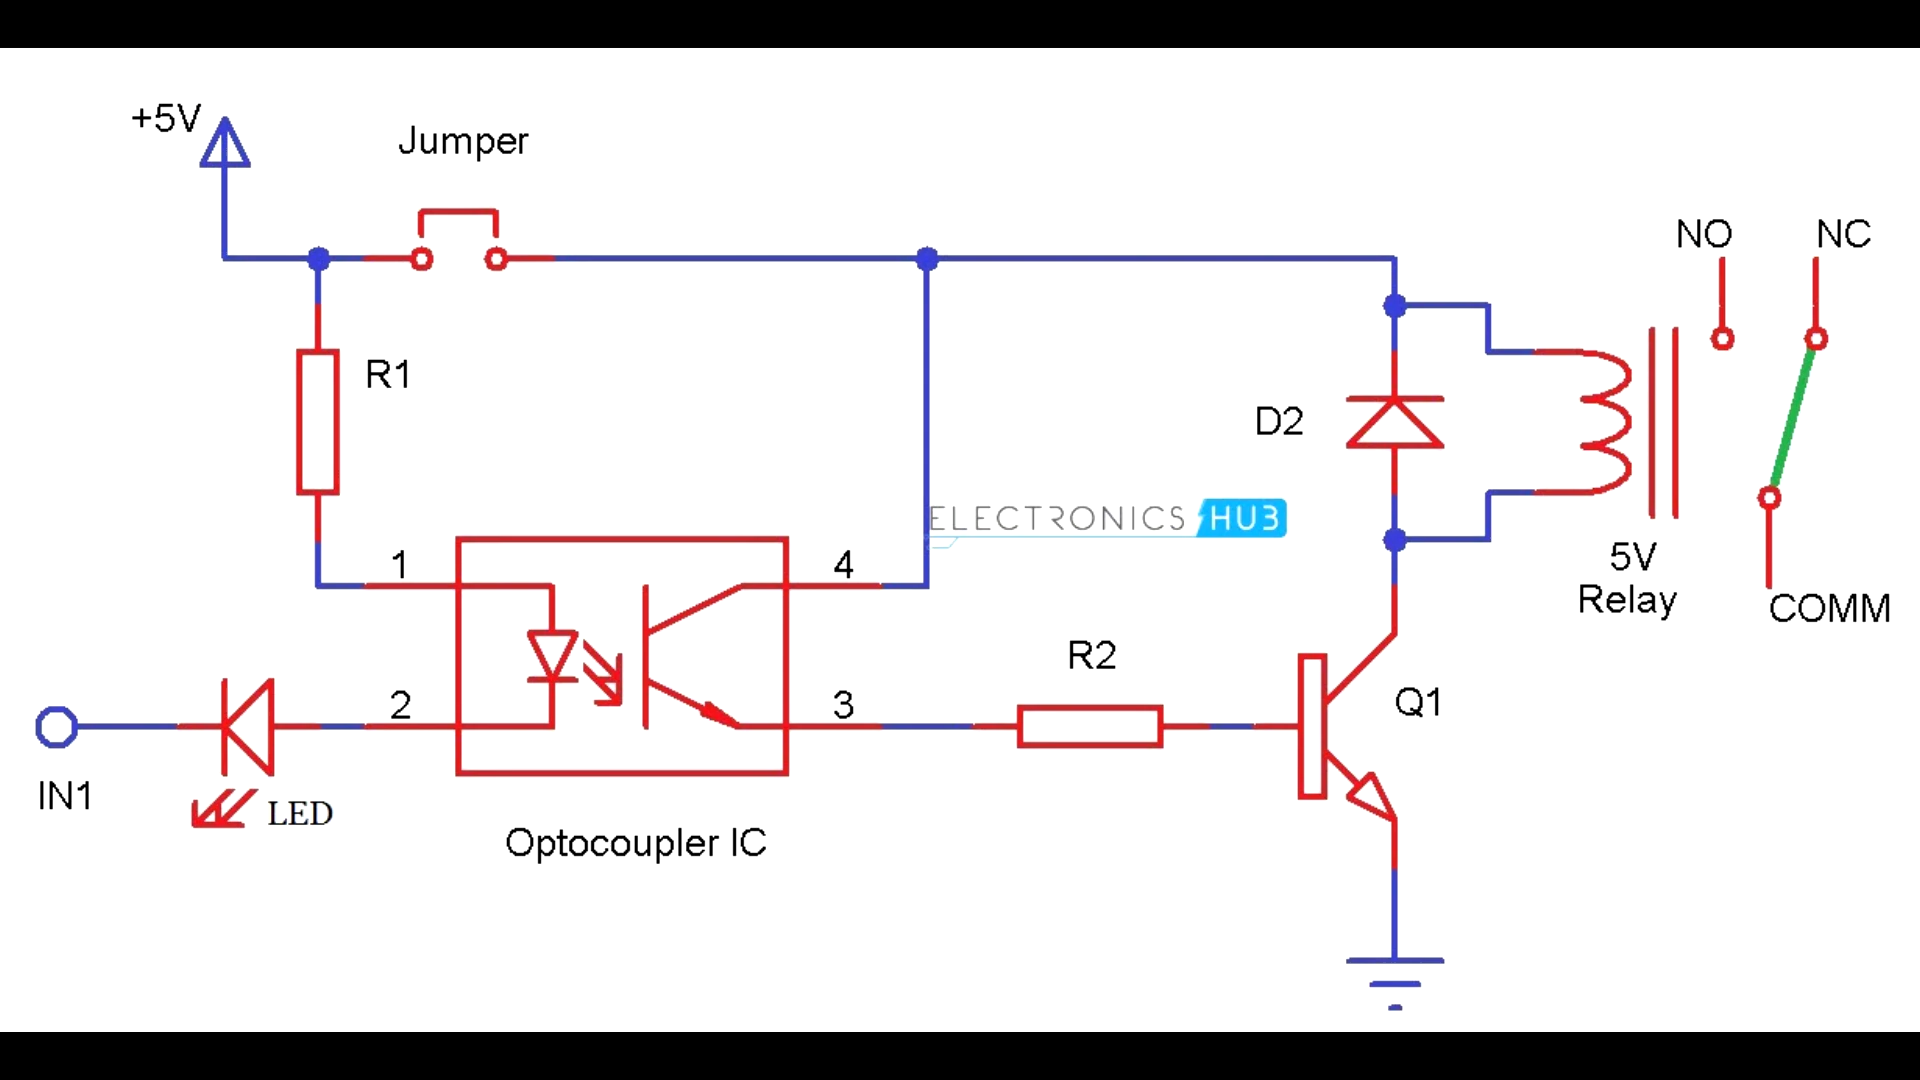 +5V
Jumper
NO
NC
R1
D2
ELECTRONICS HUB
1
4
5V
Relay
COMM
R2
2
3
Q1
IN1
LED
Optocoupler IC